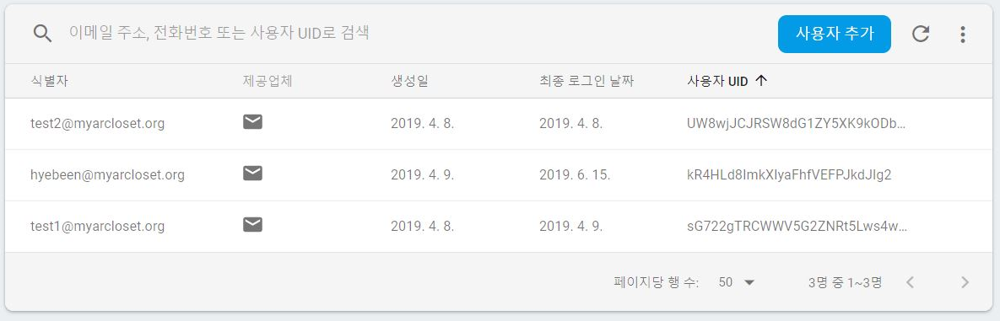 이메일 주소, 전화번호 또는 사용자 UID로 검색 사용자 추가
식별자 제공업체 생성일 최종 로그인 날짜 사용자 UID
test2@myarcloset.org 2019. 4. 8. 2019. 4. 8. UW8wjJCJRSW8dG1ZY5XK9kODb…
hyebeen@myarcloset.org 2019. 4. 9. 2019. 6. 15. kR4HLd8ImkXIyaFhfVEFPJkdJIg2
test1@myarcloset.org 2019. 4. 8. 2019. 4. 9. sG722gTRCWWV5G2ZNRt5Lws4w…
페이지당 행 수: 50 3명 중 1~3명